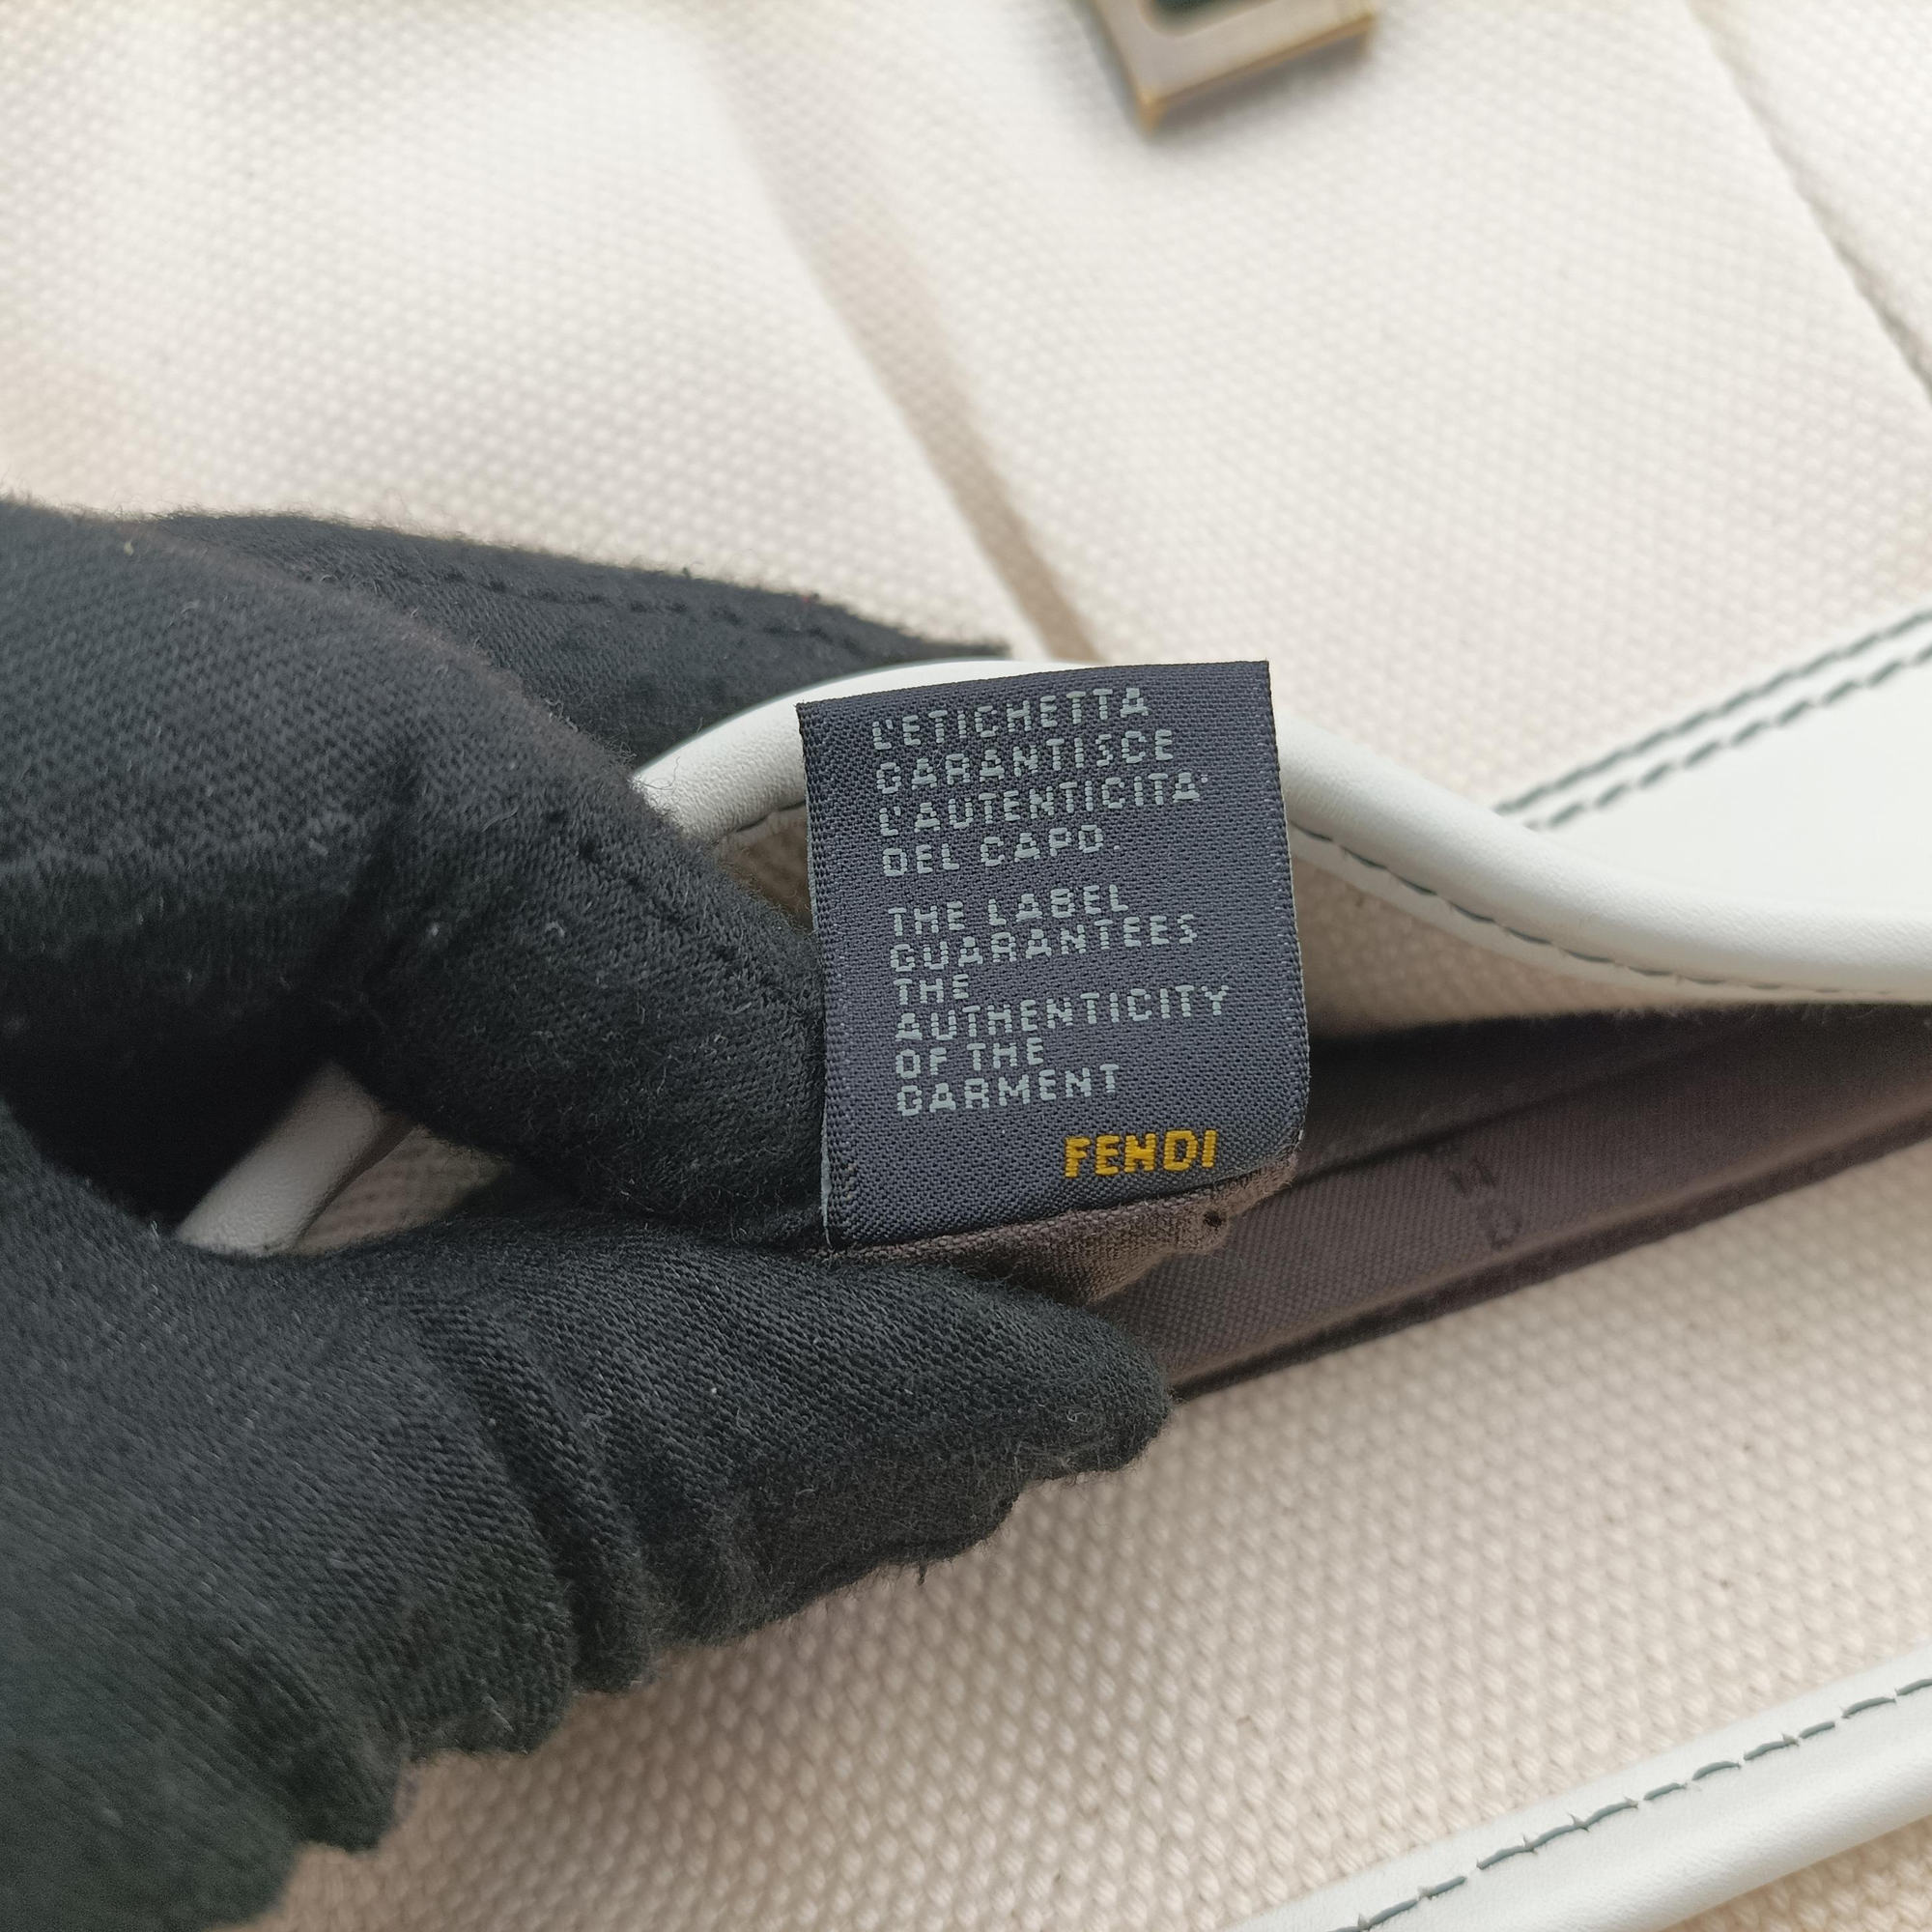 L'ETICHETTA
GARANTISCE
L'AUTENTICITA'
DEL CAPO.
THE LABEL
GUARANTEES
THE
AUTHENTICITY
OF THE
GARMENT
FENDI